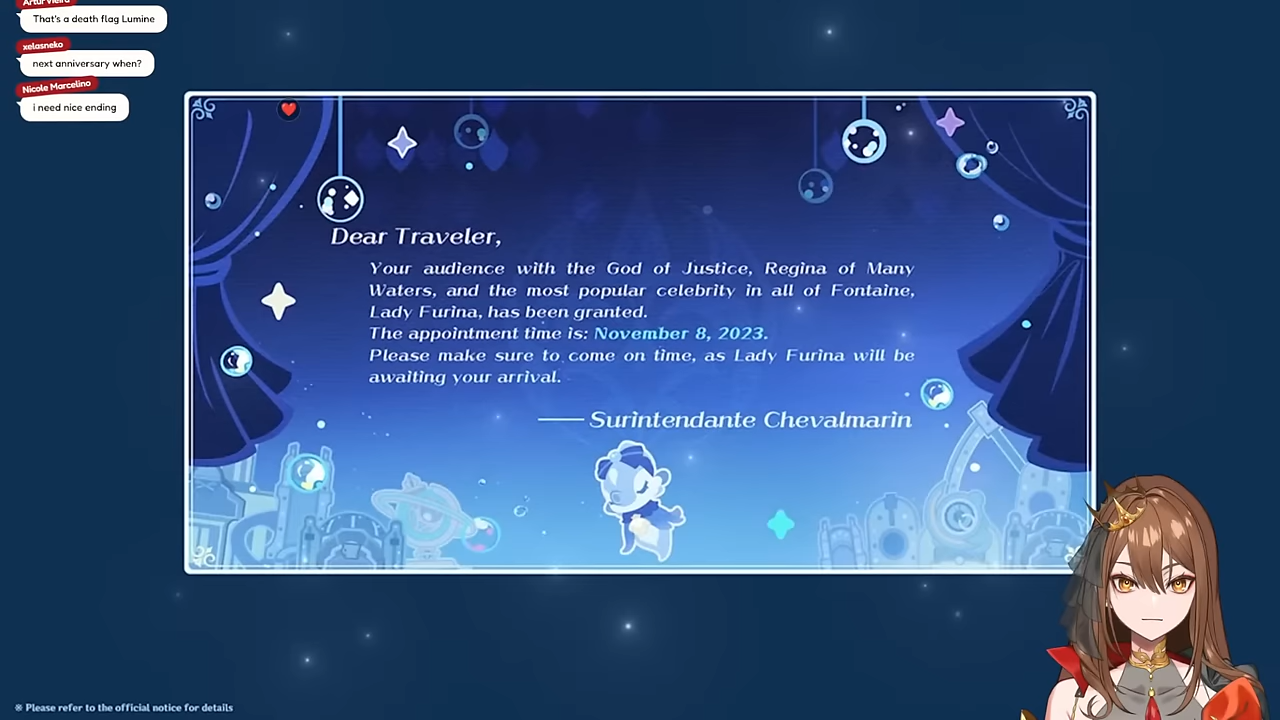 Artur Vieira
That's a death flag Lumine
xelasneko
next anniversary when?
Nicole Marcelino
i need nice ending
Dear Traveler,
Your audience with the God of Justice, Regina of Many
Waters, and the most popular celebrity in all of Fontaine,
Lady Furina, has been granted.
The appointment time is: November 8, 2023.
Please make sure to come on time, as Lady Furina will be
awaiting your arrival.
—— Surintendante Chevalmarin
※ Please refer to the official notice for details